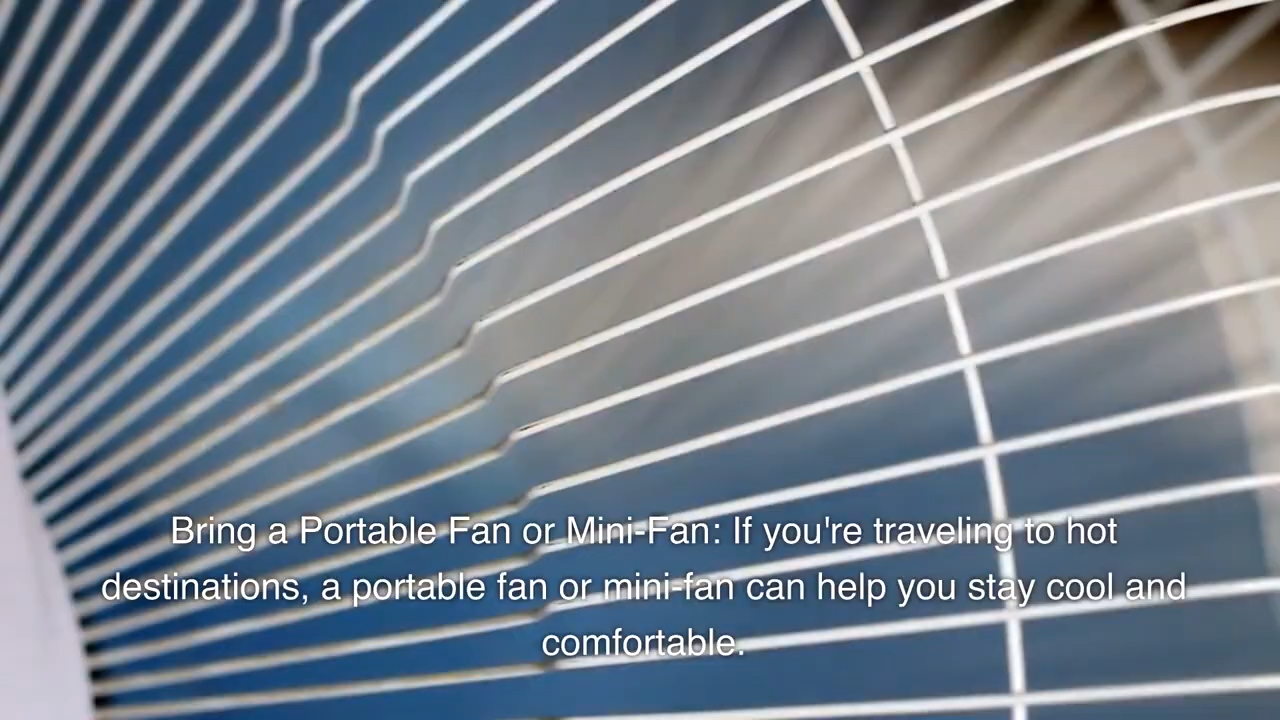 Bring a Portable Fan or Mini-Fan: If you're traveling to hot
destinations, a portable fan or mini-fan can help you stay cool and
comfortable.